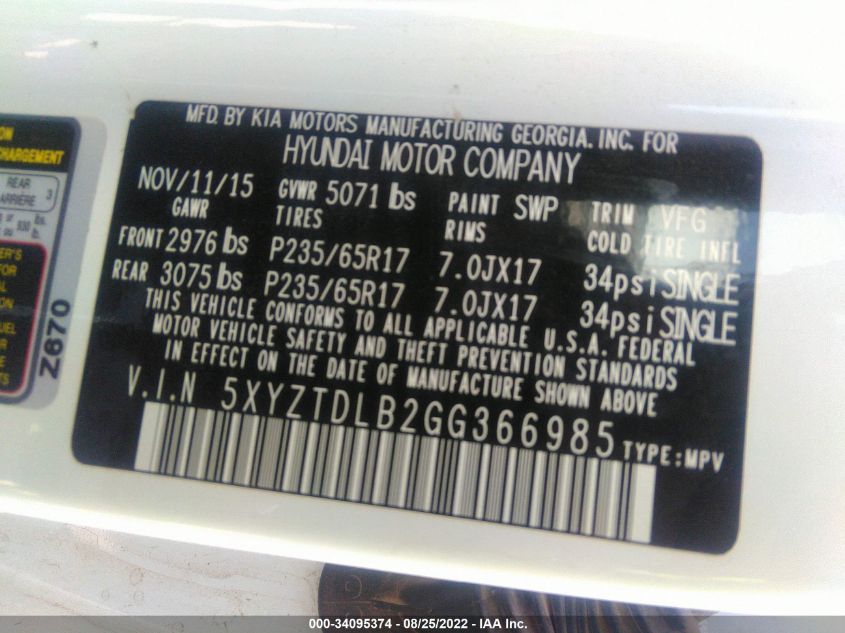 MFD. BY KIA MOTORS MANUFACTURING GEORGIA. INC. FOR
HYUNDAI MOTOR COMPANY
NOV/11/15 GVWR 5071 lbs PAINT SWP TRIM VFG
GAWR TIRES RIMS COLD TIRE INFL
FRONT 2976 lbs P235/65R17 7.0JX17 34psi SINGLE
REAR 3075 lbs P235/65R17 7.0JX17 34psi SINGLE
THIS VEHICLE CONFORMS TO ALL APPLICABLE U.S.A. FEDERAL
MOTOR VEHICLE SAFETY AND THEFT PREVENTION STANDARDS
IN EFFECT ON THE DATE OF MANUFACTURE SHOWN ABOVE
V.I.N 5XYZTDLB2GG366985 TYPE:MPV
CHARGEMENT
REAR
ARRIÈRE 3
Z670
000-34095374 - 08/25/2022 - IAA Inc.